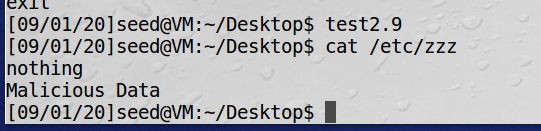 exit
[09/01/20]seed@VM:~/Desktop$ test2.9
[09/01/20]seed@VM:~/Desktop$ cat /etc/zzz
nothing
Malicious Data
[09/01/20]seed@VM:~/Desktop$